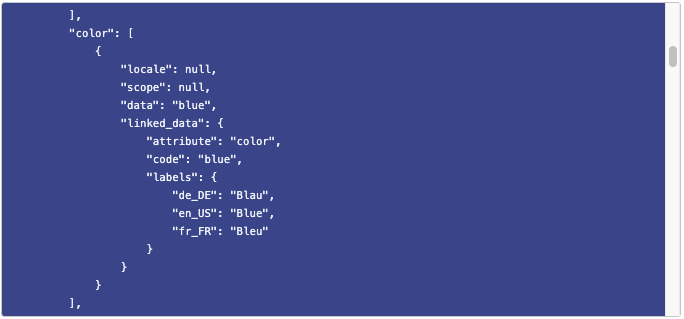 ],
"color": [
{
"locale": null,
"scope": null,
"data": "blue",
"linked_data": {
"attribute": "color",
"code": "blue",
"labels": {
"de_DE": "Blau",
"en_US": "Blue",
"fr_FR": "Bleu"
}
}
}
],